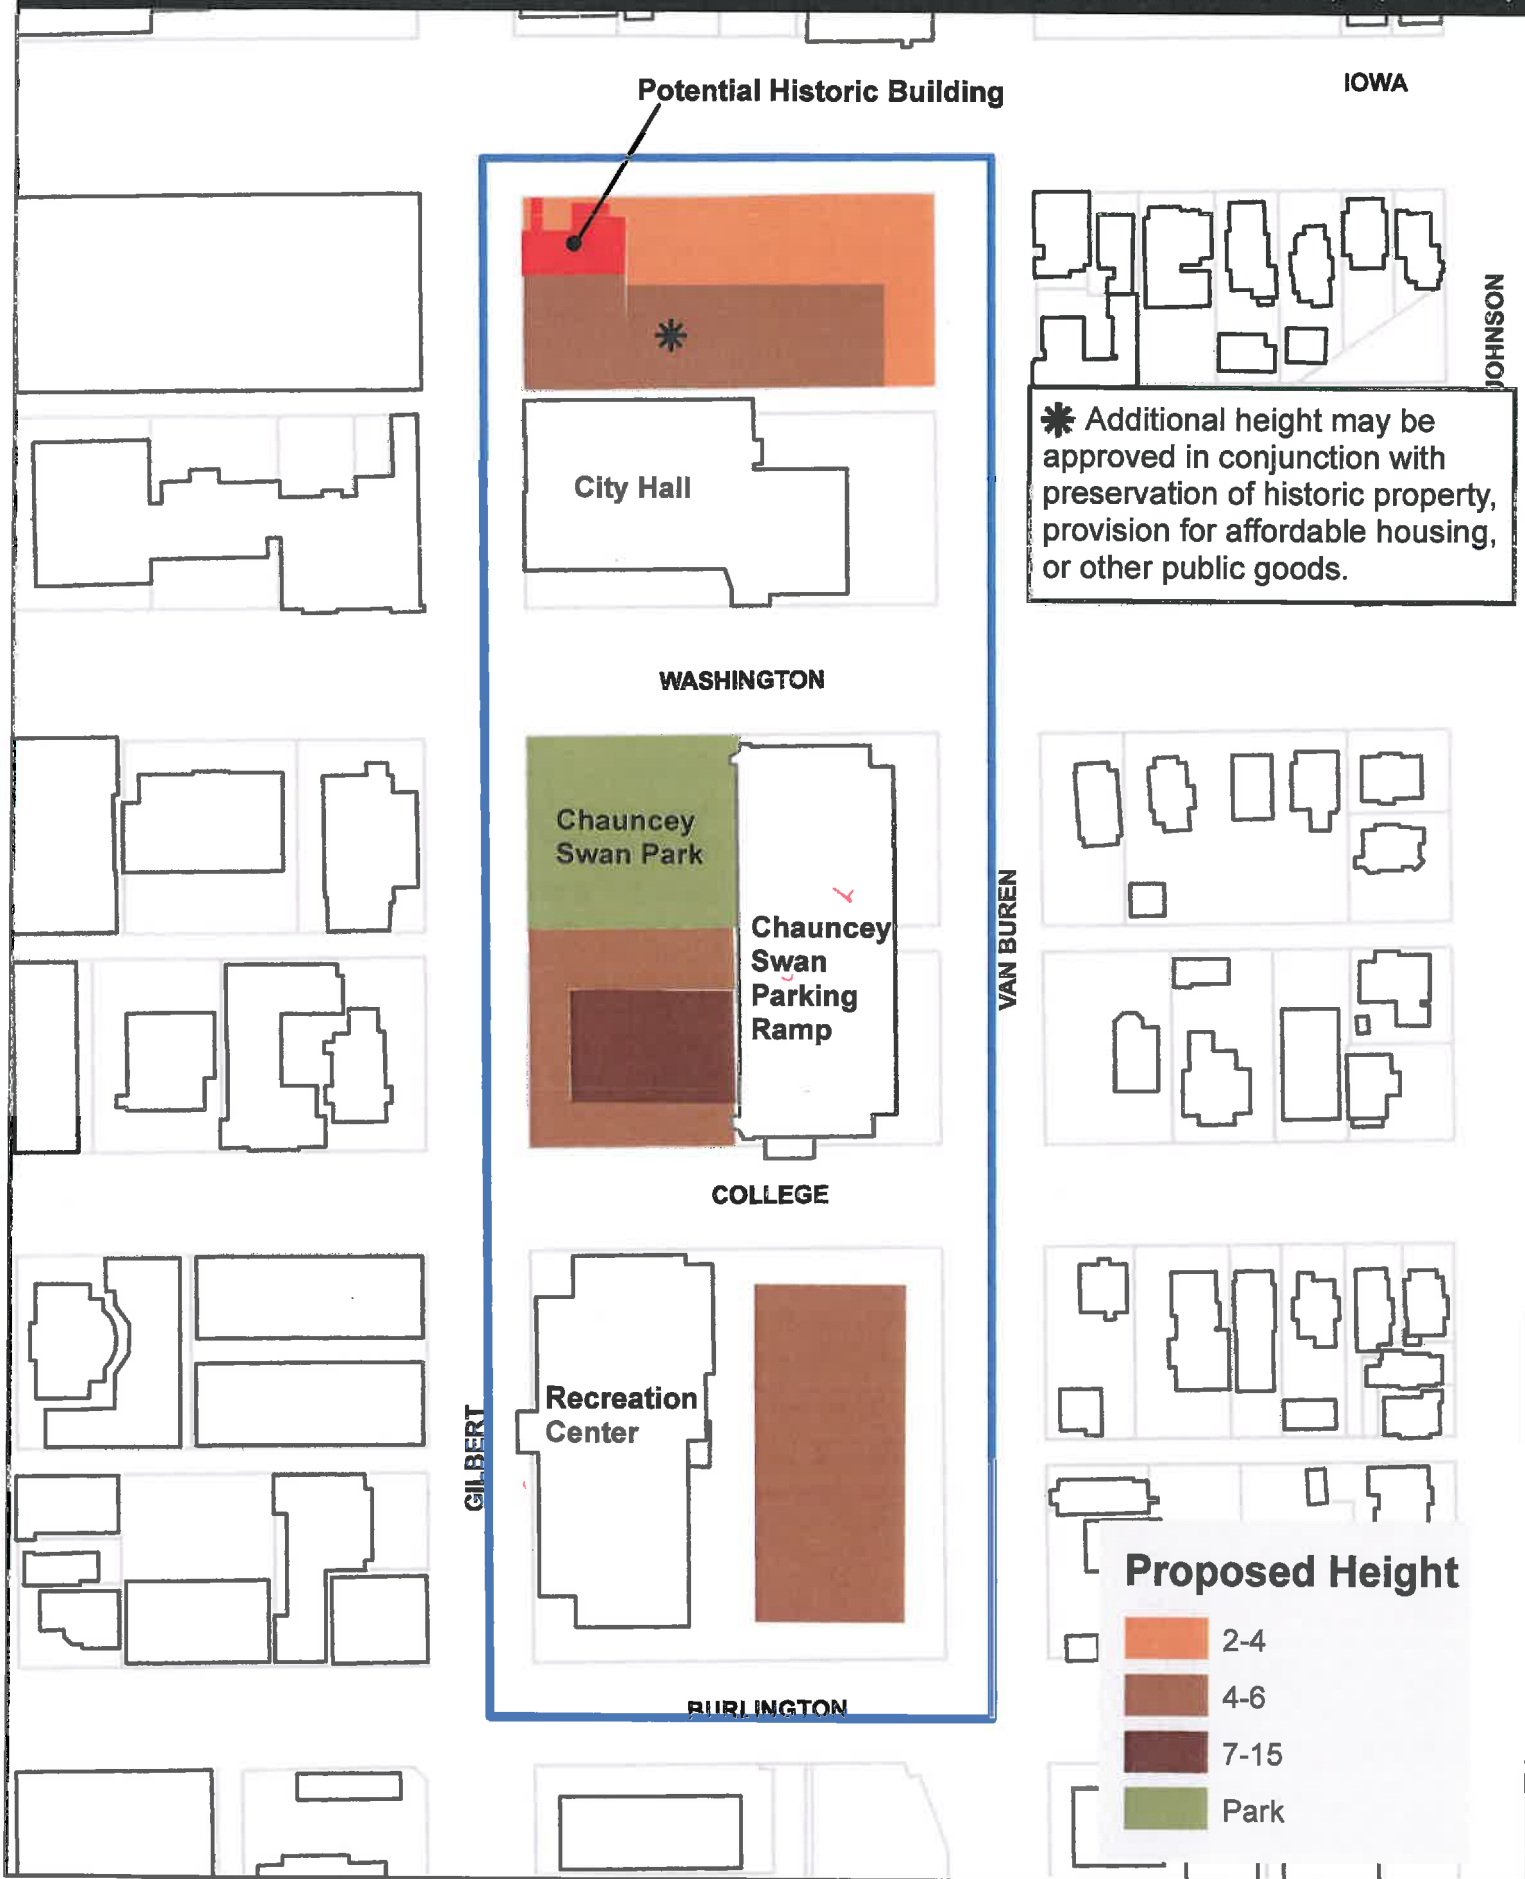 Potential Historic Building
IOWA
JOHNSON
✱ Additional height may be
approved in conjunction with
preservation of historic property,
provision for affordable housing,
or other public goods.
City Hall
WASHINGTON
Chauncey
Swan Park
Chauncey
Swan
Parking
Ramp
VAN BUREN
COLLEGE
Recreation
Center
GILBERT
BURLINGTON
Proposed Height
2-4
4-6
7-15
Park